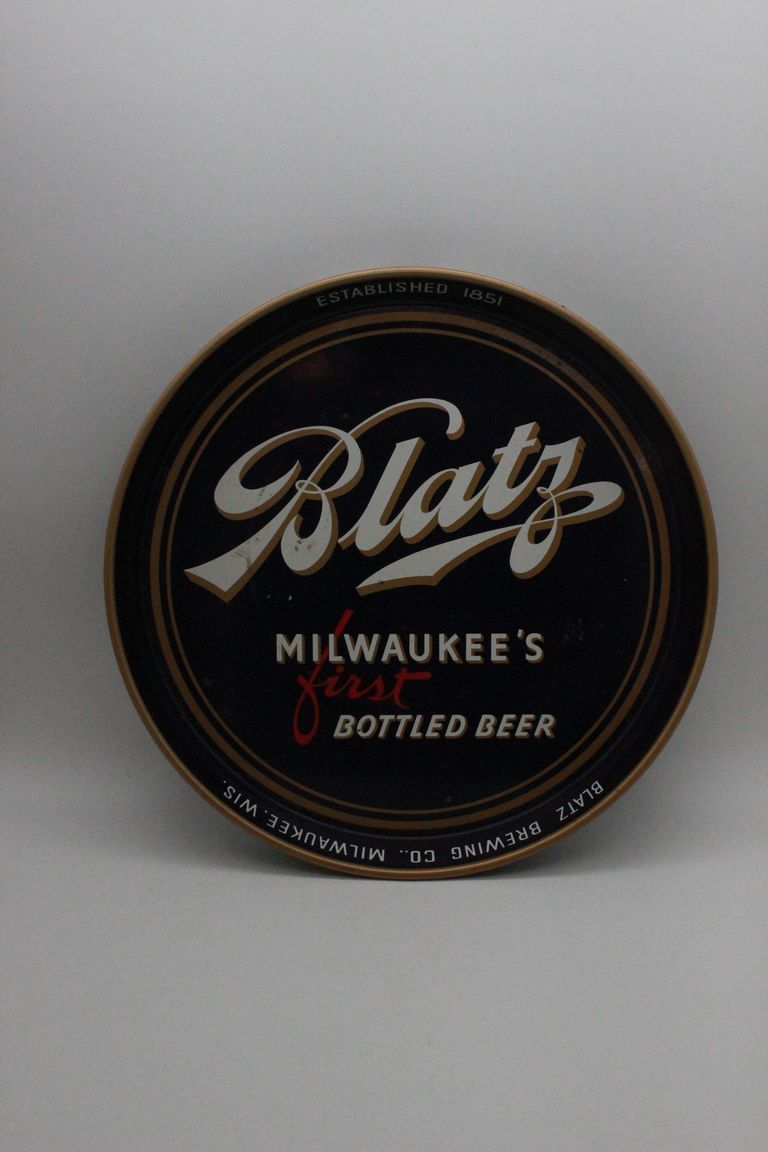 ESTABLISHED 1851
Blatz
MILWAUKEE'S
first
BOTTLED BEER
BLATZ BREWING CO., MILWAUKEE, WIS.